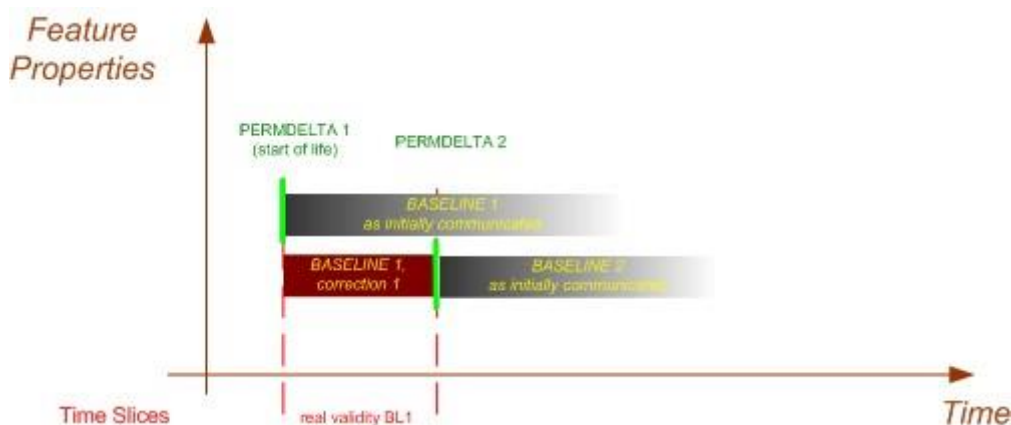 Feature
Properties
PERMDELTA 1
(start of life)
PERMDELTA 2
BASELINE 1
as initially communicated
BASELINE 1,
correction 1
BASELINE 2
as initially communicated
Time Slices
real validity BL1
Time